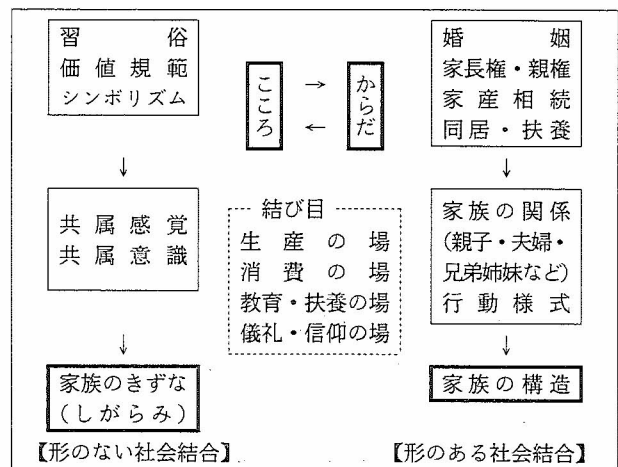 習俗
価値規範
シンボリズム
↓
共属感覚
共属意識
↓
家族のきずな
(しがらみ)
【形のない社会結合】
こころ
→
←
からだ
結び目
生産の場
消費の場
教育・扶養の場
儀礼・信仰の場
婚姻
家長権・親権
家産相続
同居・扶養
↓
家族の関係
(親子・夫婦・
兄弟姉妹など)
行動様式
↓
家族の構造
【形のある社会結合】